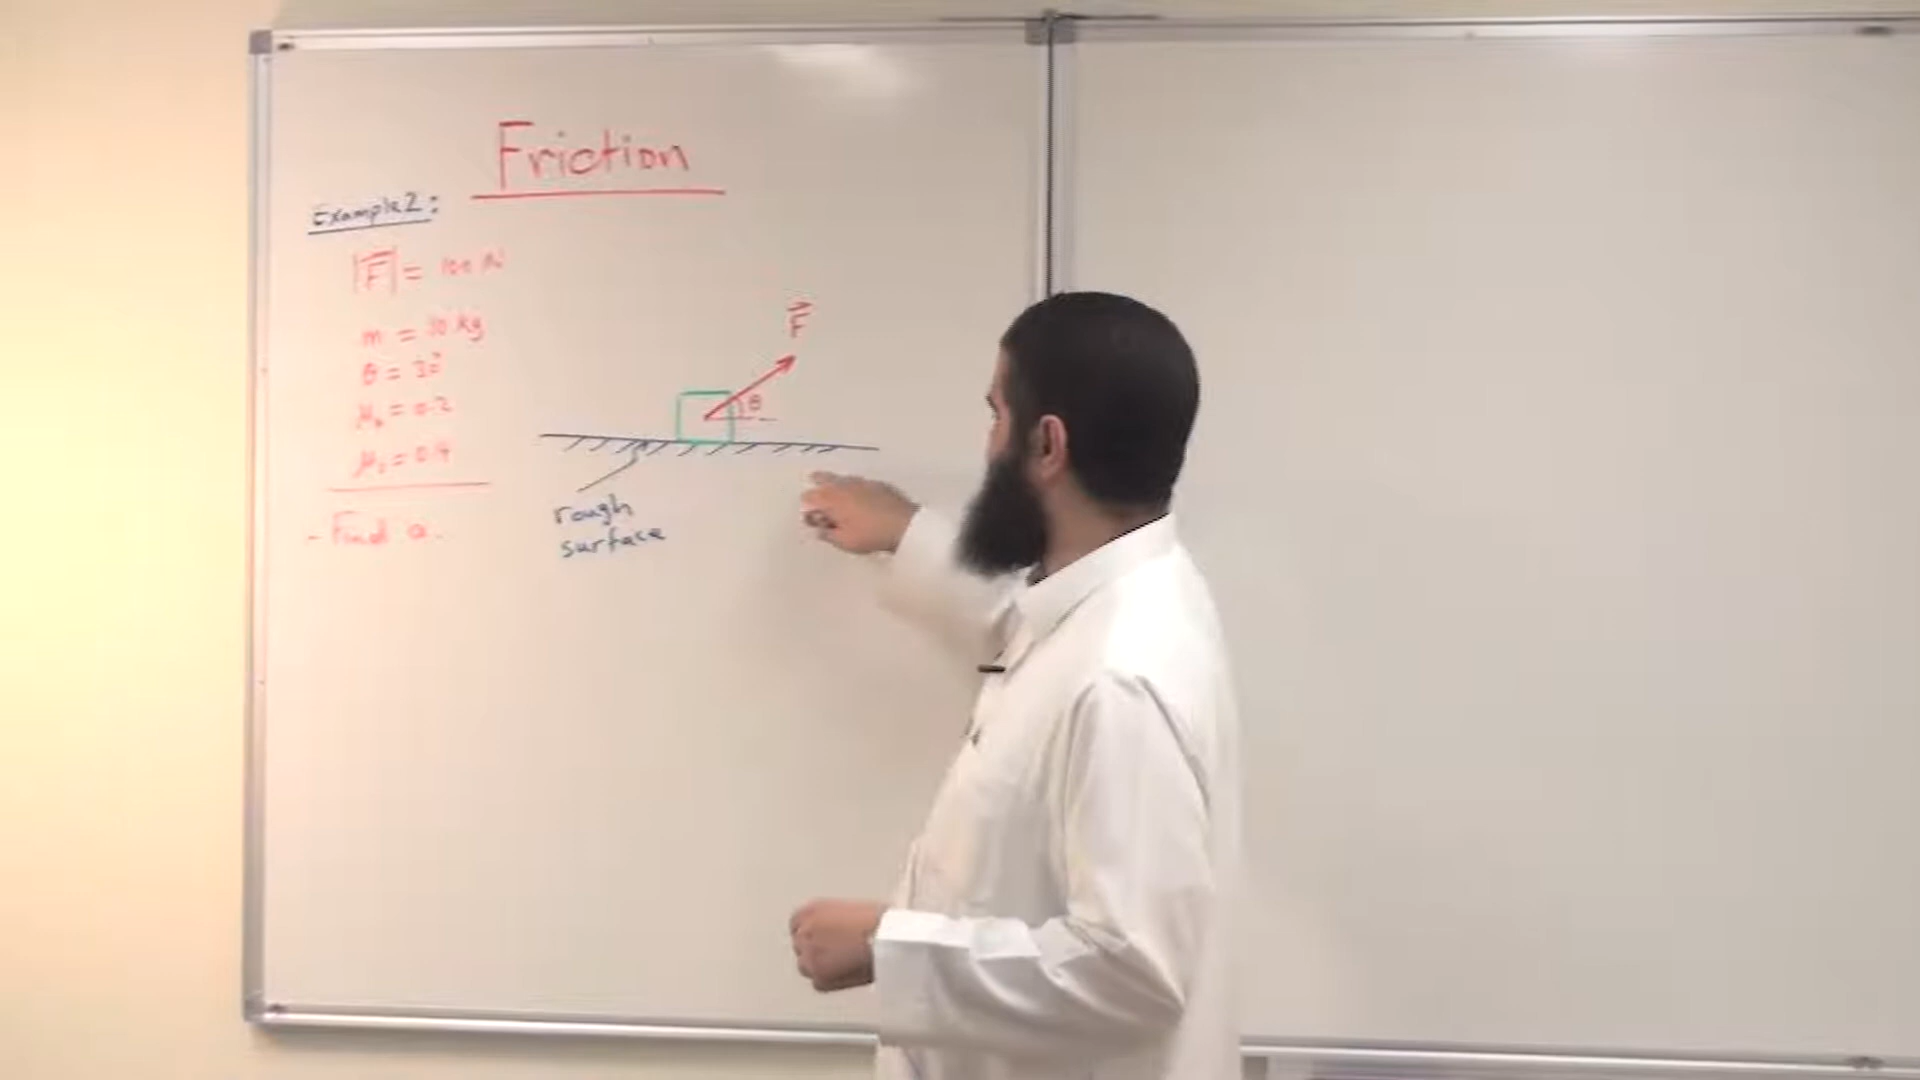 Friction
Example 2:
|F⃗| = 100 N
m = 10 kg
θ = 30°
μₖ = 0.2
μₛ = 0.4
- Find a.
F⃗
θ
rough
surface